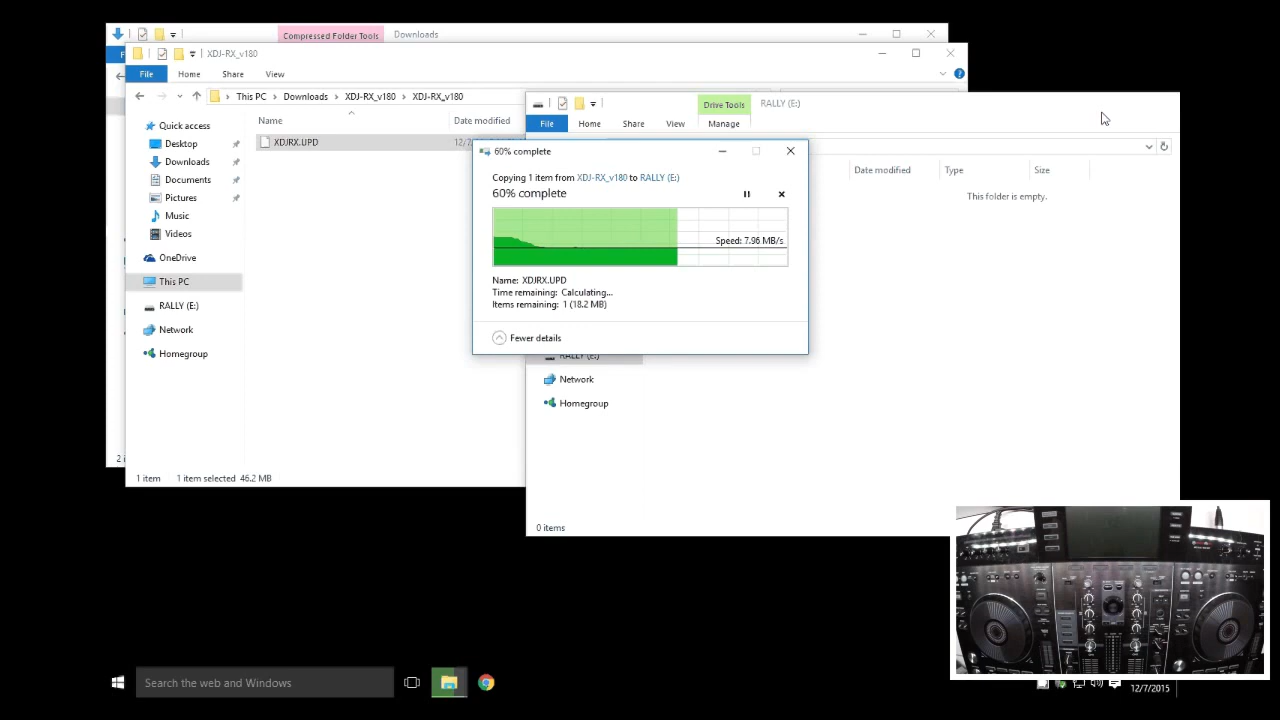 Compressed Folder Tools
Downloads
XDJ-RX_v180
File Home Share View
This PC > Downloads > XDJ-RX_v180 > XDJ-RX_v180
Name
Date modified
Quick access
Desktop
Downloads
Documents
Pictures
Music
Videos
OneDrive
This PC
RALLY (E:)
Network
Homegroup
XDJRX.UPD
12/7
1 item
1 item selected 46.2 MB
Drive Tools
RALLY (E:)
File Home Share View Manage
Date modified
Type
Size
This folder is empty.
60% complete
Copying 1 item from XDJ-RX_v180 to RALLY (E:)
60% complete
Speed: 7.96 MB/s
Name: XDJRX.UPD
Time remaining: Calculating...
Items remaining: 1 (18.2 MB)
Fewer details
RALLY (E:)
Network
Homegroup
0 items
Search the web and Windows
12/7/2015